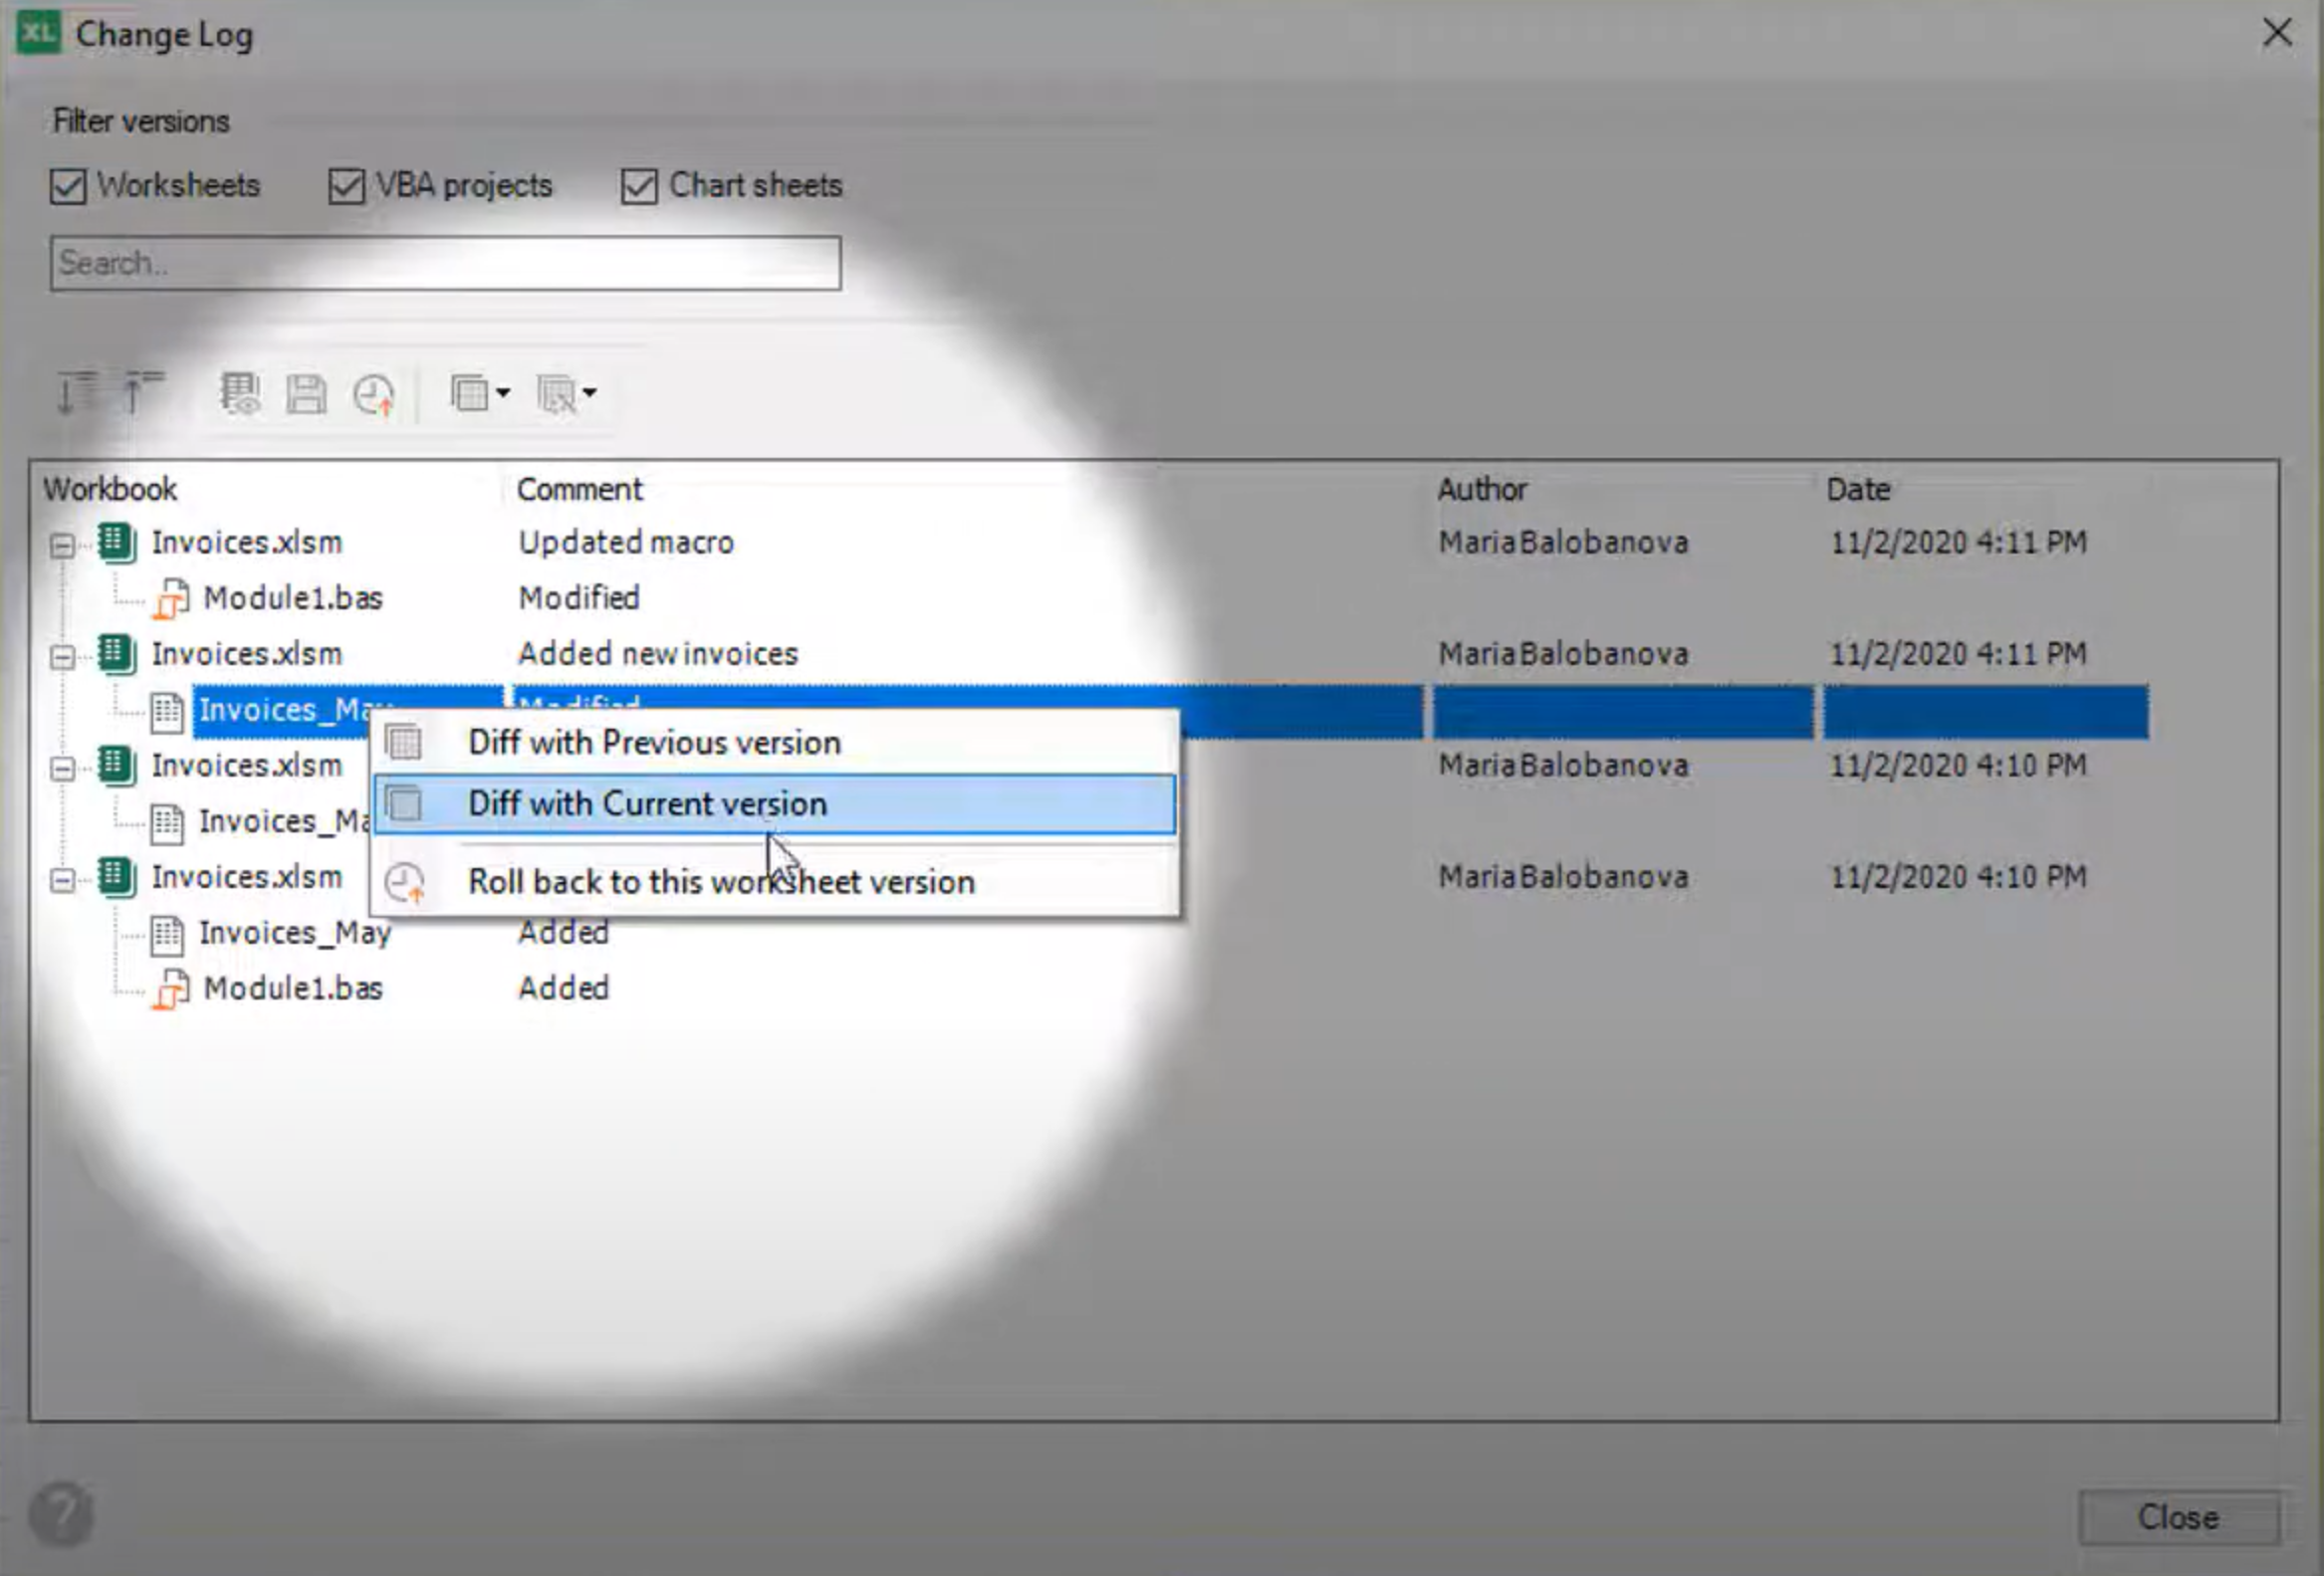 XL Change Log
Filter versions
Worksheets VBA projects Chart sheets
Search..
Workbook Comment Author Date
Invoices.xlsm Updated macro MariaBalobanova 11/2/2020 4:11 PM
Module1.bas Modified
Invoices.xlsm Added new invoices MariaBalobanova 11/2/2020 4:11 PM
Invoices_May Modified
Diff with Previous version
Invoices.xlsm MariaBalobanova 11/2/2020 4:10 PM
Diff with Current version
Invoices_Ma
Invoices.xlsm Roll back to this worksheet version MariaBalobanova 11/2/2020 4:10 PM
Invoices_May Added
Module1.bas Added
? Close